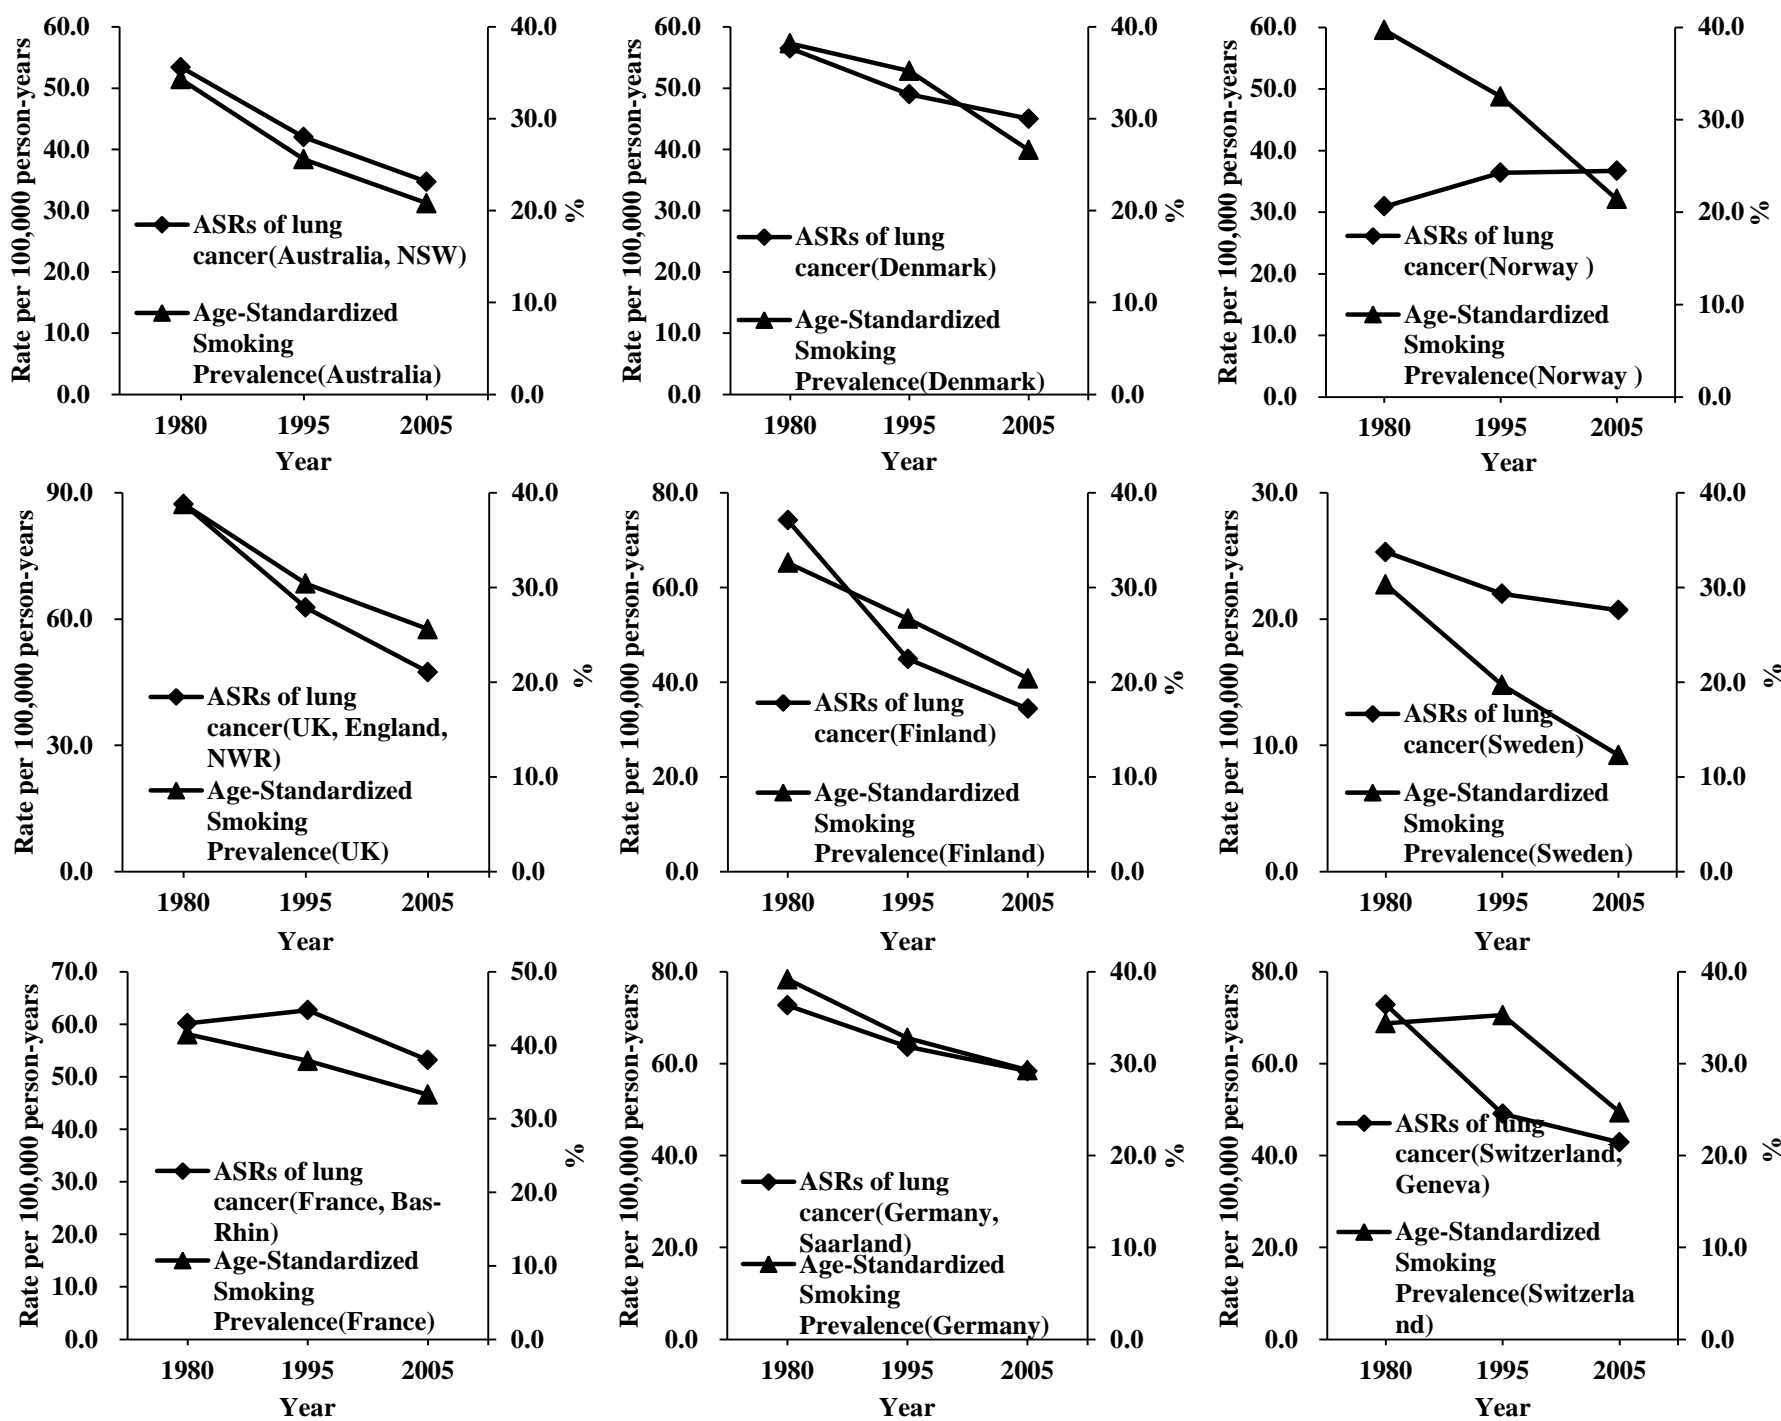 Rate per 100,000 person-years
60.0
50.0
40.0
30.0
20.0
10.0
0.0
40.0
30.0
20.0
10.0
0.0
%
ASRs of lung
cancer(Australia, NSW)
Age-Standardized
Smoking
Prevalence(Australia)
1980 1995 2005
Year
Rate per 100,000 person-years
60.0
50.0
40.0
30.0
20.0
10.0
0.0
40.0
30.0
20.0
10.0
0.0
%
ASRs of lung
cancer(Denmark)
Age-Standardized
Smoking
Prevalence(Denmark)
1980 1995 2005
Year
Rate per 100,000 person-years
60.0
50.0
40.0
30.0
20.0
10.0
0.0
40.0
30.0
20.0
10.0
0.0
%
ASRs of lung
cancer(Norway )
Age-Standardized
Smoking
Prevalence(Norway )
1980 1995 2005
Year
Rate per 100,000 person-years
90.0
60.0
30.0
0.0
40.0
30.0
20.0
10.0
0.0
%
ASRs of lung
cancer(UK, England,
NWR)
Age-Standardized
Smoking
Prevalence(UK)
1980 1995 2005
Year
Rate per 100,000 person-years
80.0
60.0
40.0
20.0
0.0
40.0
30.0
20.0
10.0
0.0
%
ASRs of lung
cancer(Finland)
Age-Standardized
Smoking
Prevalence(Finland)
1980 1995 2005
Year
Rate per 100,000 person-years
30.0
20.0
10.0
0.0
40.0
30.0
20.0
10.0
0.0
%
ASRs of lung
cancer(Sweden)
Age-Standardized
Smoking
Prevalence(Sweden)
1980 1995 2005
Year
Rate per 100,000 person-years
70.0
60.0
50.0
40.0
30.0
20.0
10.0
0.0
50.0
40.0
30.0
20.0
10.0
0.0
%
ASRs of lung
cancer(France, Bas-
Rhin)
Age-Standardized
Smoking
Prevalence(France)
1980 1995 2005
Year
Rate per 100,000 person-years
80.0
60.0
40.0
20.0
0.0
40.0
30.0
20.0
10.0
0.0
%
ASRs of lung
cancer(Germany,
Saarland)
Age-Standardized
Smoking
Prevalence(Germany)
1980 1995 2005
Year
Rate per 100,000 person-years
80.0
60.0
40.0
20.0
0.0
40.0
30.0
20.0
10.0
0.0
%
ASRs of lung
cancer(Switzerland,
Geneva)
Age-Standardized
Smoking
Prevalence(Switzerla
nd)
1980 1995 2005
Year